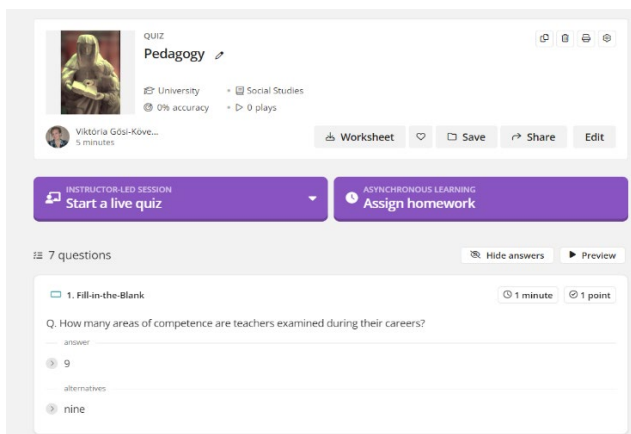 QUIZ
Pedagogy
University • Social Studies
0% accuracy • 0 plays
Viktória Gősi-Köve...
5 minutes
Worksheet Save Share Edit
INSTRUCTOR-LED SESSION
Start a live quiz
ASYNCHRONOUS LEARNING
Assign homework
7 questions
Hide answers Preview
1. Fill-in-the-Blank 1 minute 1 point
Q. How many areas of competence are teachers examined during their careers?
answer
9
alternatives
nine